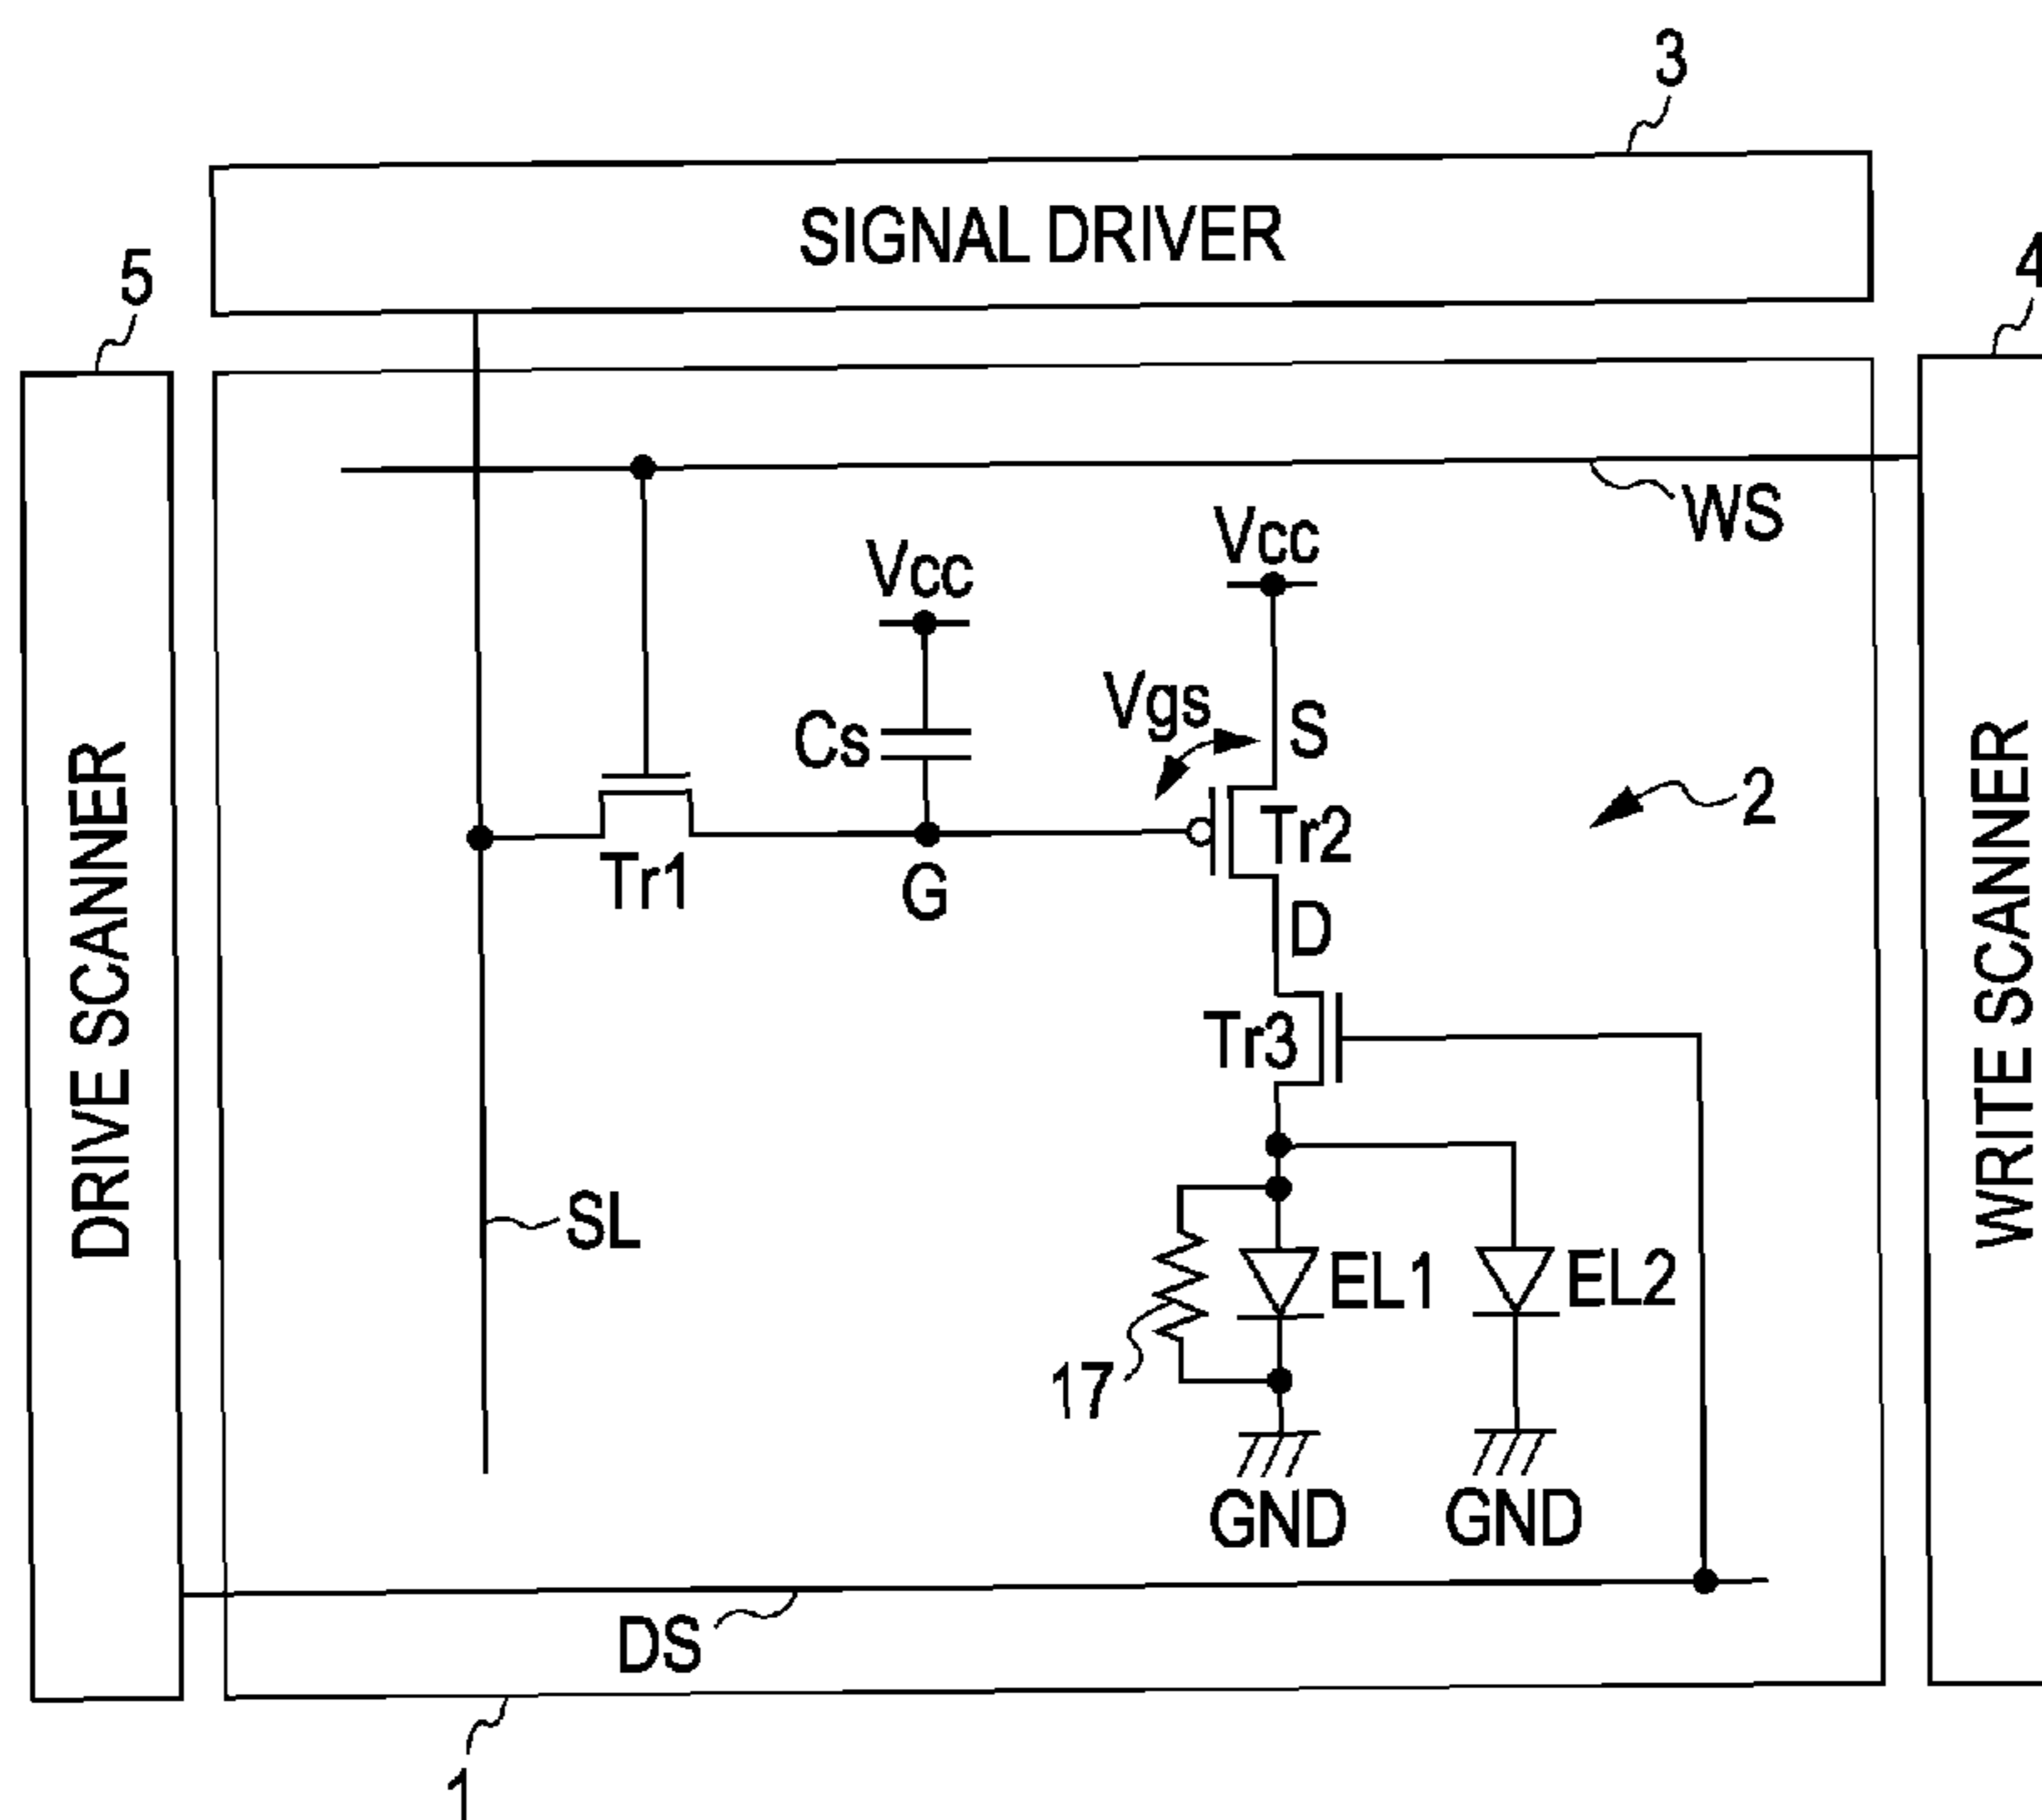 3
SIGNAL DRIVER
5
4
WS
Vcc
Vcc
Vgs
S
Cs
Tr2
2
Tr1
G
D
DRIVE SCANNER
WRITE SCANNER
Tr3
SL
EL1
EL2
17
GND
GND
DS
1